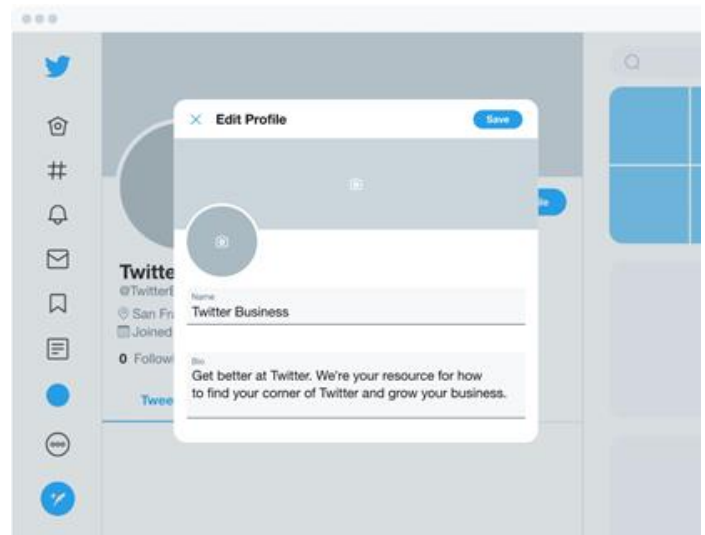 Edit Profile
Save
Twitte
@Twitter
San Fr
Joined
0 Follow
Twee
Name
Twitter Business
Bio
Get better at Twitter. We're your resource for how
to find your corner of Twitter and grow your business.